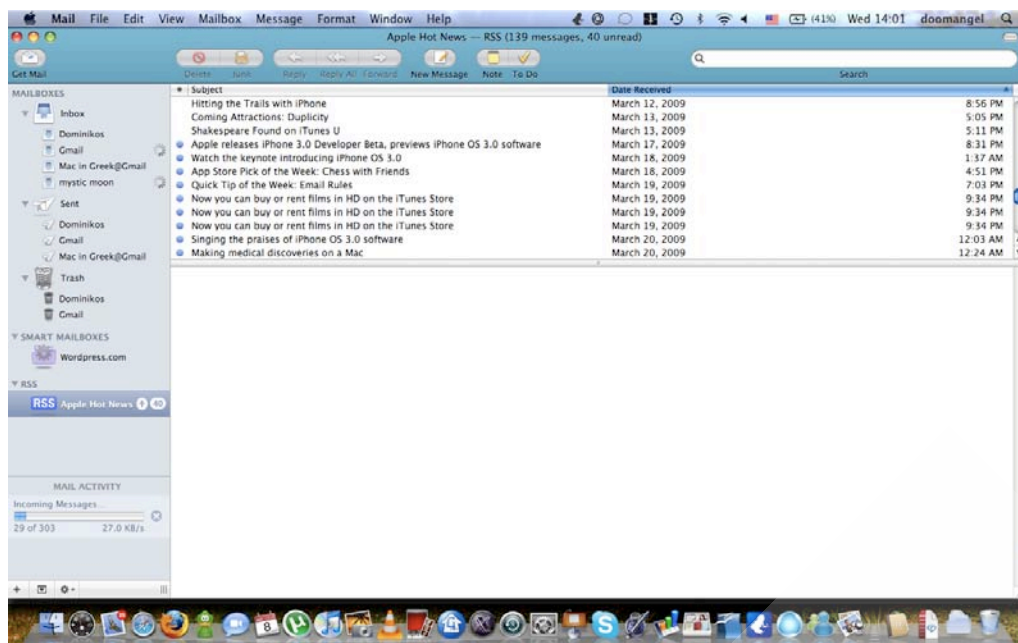 Mail File Edit View Mailbox Message Format Window Help (41%) Wed 14:01 doomangel
Apple Hot News — RSS (139 messages, 40 unread)
Get Mail Delete Junk Reply Reply All Forward New Message Note To Do Search
MAILBOXES
Inbox
Dominikos
Gmail
Mac in Greek@Gmail
mystic moon
Sent
Dominikos
Gmail
Mac in Greek@Gmail
Trash
Dominikos
Gmail
SMART MAILBOXES
Wordpress.com
RSS
RSS Apple Hot News 40
MAIL ACTIVITY
Incoming Messages...
29 of 303 27.0 KB/s
Subject Date Received
Hitting the Trails with iPhone March 12, 2009 8:56 PM
Coming Attractions: Duplicity March 13, 2009 5:05 PM
Shakespeare Found on iTunes U March 13, 2009 5:11 PM
Apple releases iPhone 3.0 Developer Beta, previews iPhone OS 3.0 software March 17, 2009 8:31 PM
Watch the keynote introducing iPhone OS 3.0 March 18, 2009 1:37 AM
App Store Pick of the Week: Chess with Friends March 18, 2009 4:51 PM
Quick Tip of the Week: Email Rules March 19, 2009 7:03 PM
Now you can buy or rent films in HD on the iTunes Store March 19, 2009 9:34 PM
Now you can buy or rent films in HD on the iTunes Store March 19, 2009 9:34 PM
Now you can buy or rent films in HD on the iTunes Store March 19, 2009 9:34 PM
Singing the praises of iPhone OS 3.0 software March 20, 2009 12:03 AM
Making medical discoveries on a Mac March 20, 2009 12:24 AM
8